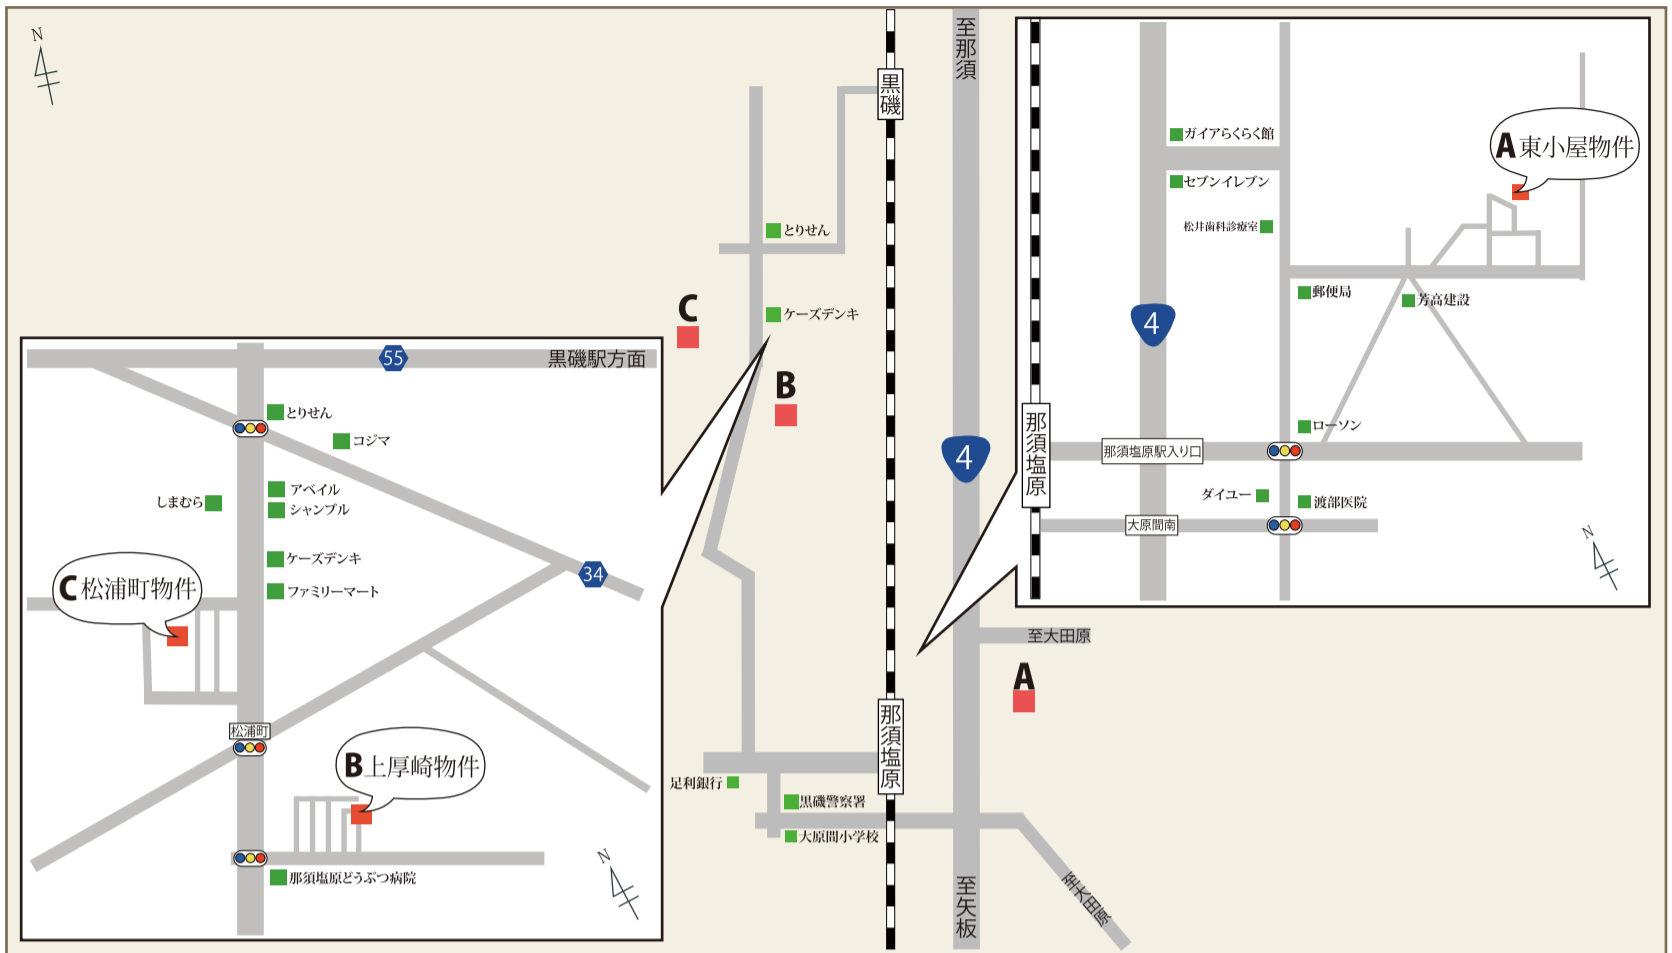 N
至那須
黒磯
とりせん
ケーズデンキ
C
B
4
那須塩原
至大田原
A
足利銀行
黒磯警察署
大原間小学校
至矢板
至大田原
55
黒磯駅方面
とりせん
コジマ
アベイル
しまむら
シャンブル
ケーズデンキ
34
ファミリーマート
C松浦町物件
松浦町
B上厚崎物件
那須塩原どうぶつ病院
N
ガイアらくらく館
A東小屋物件
セブンイレブン
松井歯科診療室
郵便局
芳高建設
4
ローソン
那須塩原
那須塩原駅入り口
ダイユー
渡部医院
大原間南
N